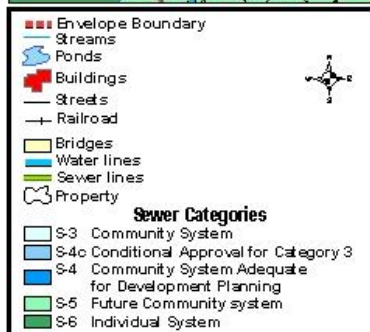 Envelope Boundary
Streams
Ponds
Buildings
Streets
Railroad
Bridges
Water lines
Sewer lines
Property
Sewer Categories
S-3 Community System
S-4c Conditional Approval for Category 3
S-4 Community System Adequate
for Development Planning
S-5 Future Community system
S-6 Individual System